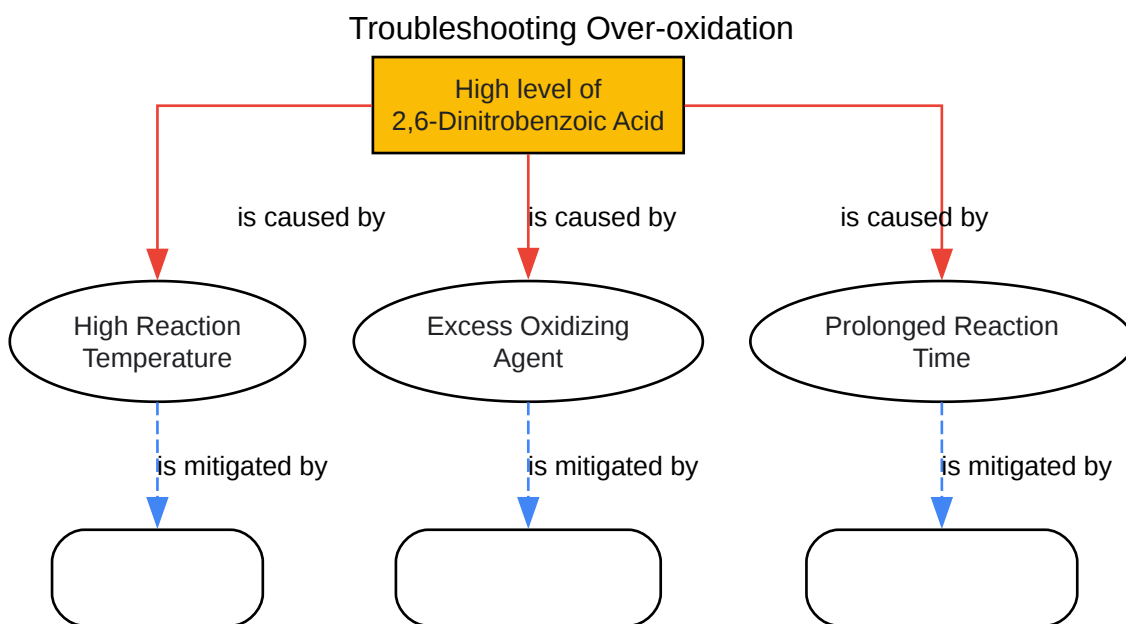 Troubleshooting Over-oxidation
High level of
2,6-Dinitrobenzoic Acid
is caused by
is caused by
is caused by
High Reaction
Temperature
Excess Oxidizing
Agent
Prolonged Reaction
Time
is mitigated by
is mitigated by
is mitigated by